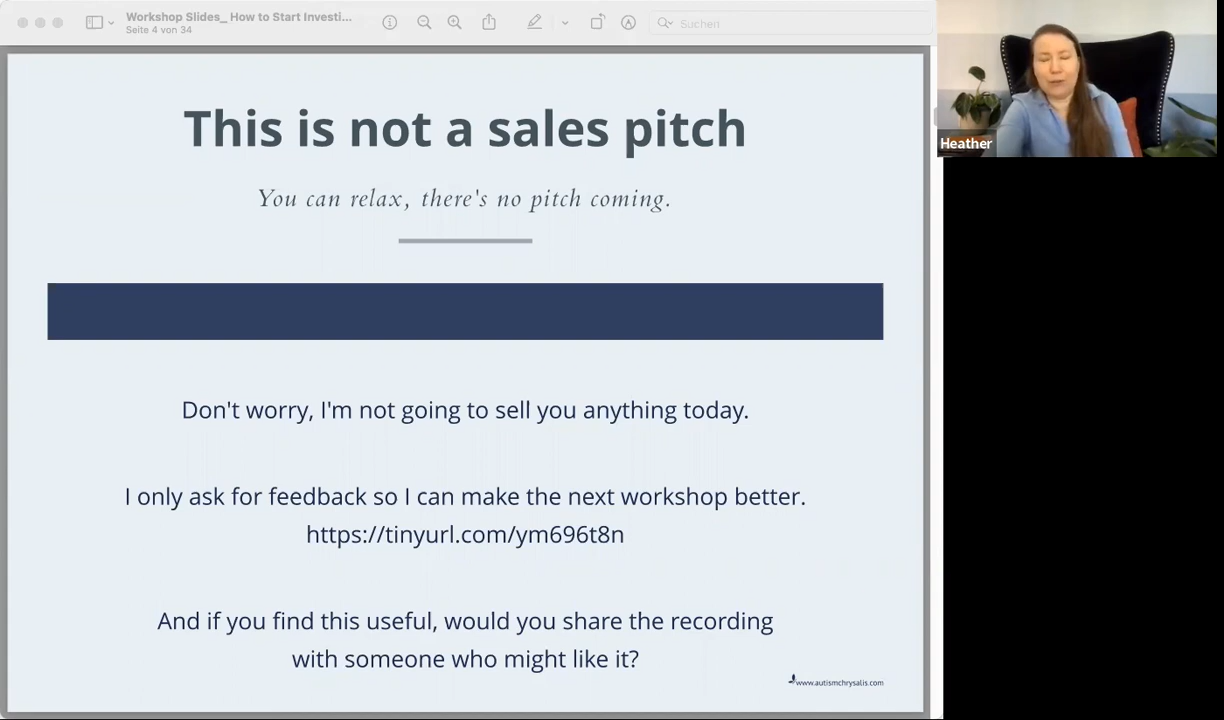 Workshop Slides_ How to Start Investi...
Seite 4 von 34
Suchen
Heather
This is not a sales pitch
You can relax, there's no pitch coming.
Don't worry, I'm not going to sell you anything today.
I only ask for feedback so I can make the next workshop better.
https://tinyurl.com/ym696t8n
And if you find this useful, would you share the recording
with someone who might like it?
www.autismchrysalis.com